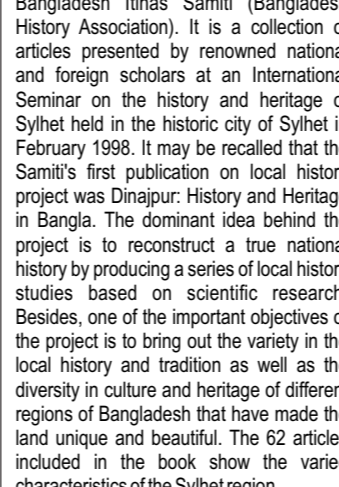 Bangladesh Itihas Samiti (Banglades
History Association). It is a collection o
articles presented by renowned nationa
and foreign scholars at an Internationa
Seminar on the history and heritage o
Sylhet held in the historic city of Sylhet i
February 1998. It may be recalled that th
Samiti's first publication on local histor
project was Dinajpur: History and Heritag
in Bangla. The dominant idea behind th
project is to reconstruct a true nationa
history by producing a series of local histor
studies based on scientific research
Besides, one of the important objectives o
the project is to bring out the variety in th
local history and tradition as well as th
diversity in culture and heritage of differen
regions of Bangladesh that have made th
land unique and beautiful. The 62 article
included in the book show the varie
characteristics of the Sylhet region